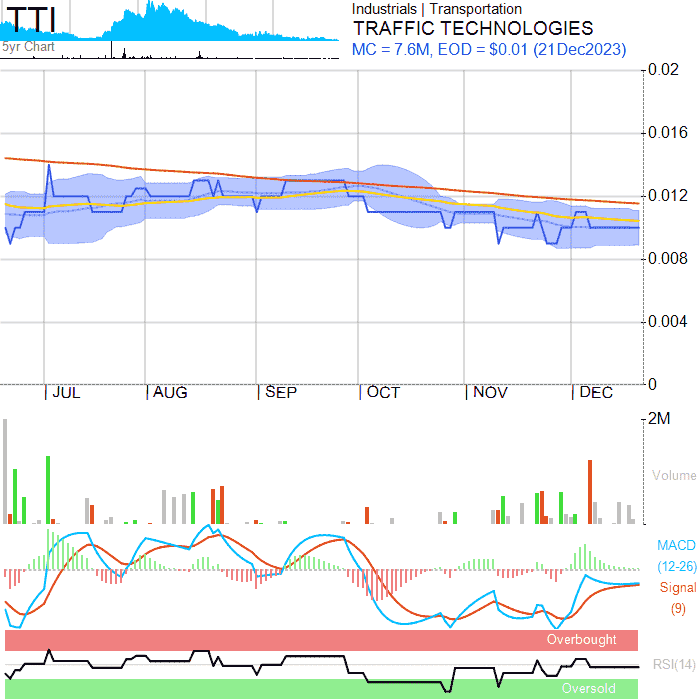 TTI
5yr Chart
Industrials | Transportation
TRAFFIC TECHNOLOGIES
MC = 7.6M, EOD = $0.01 (21Dec2023)
0.02
0.016
0.012
0.008
0.004
0
JUL AUG SEP OCT NOV DEC
2M
Volume
MACD
(12-26)
Signal
(9)
Overbought
RSI(14)
Oversold